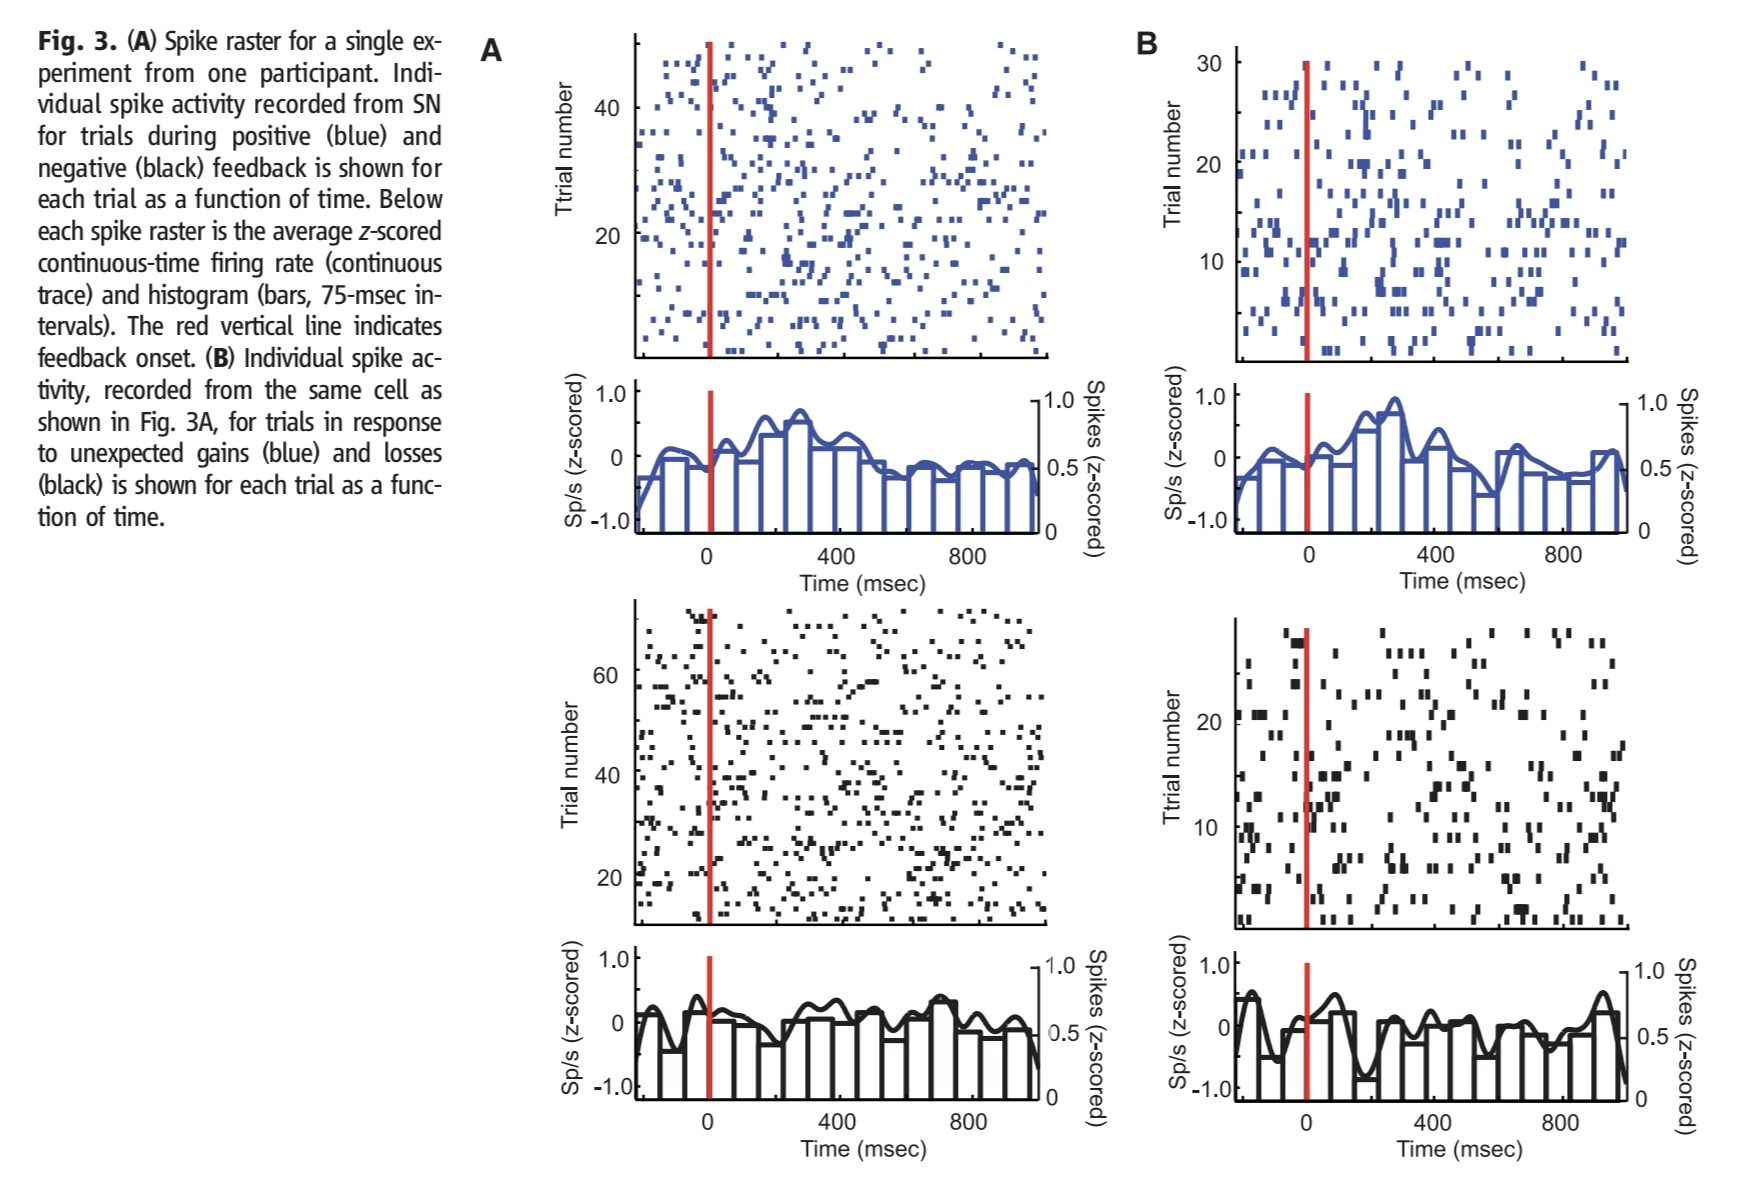 Fig. 3. (A) Spike raster for a single ex-
periment from one participant. Indi-
vidual spike activity recorded from SN
for trials during positive (blue) and
negative (black) feedback is shown for
each trial as a function of time. Below
each spike raster is the average z-scored
continuous-time firing rate (continuous
trace) and histogram (bars, 75-msec in-
tervals). The red vertical line indicates
feedback onset. (B) Individual spike ac-
tivity, recorded from the same cell as
shown in Fig. 3A, for trials in response
to unexpected gains (blue) and losses
(black) is shown for each trial as a func-
tion of time.
A
Ttrial number
40
20
Sp/s (z-scored)
1.0
0
-1.0
1.0
0.5
0
Spikes (z-scored)
0 400 800
Time (msec)
Trial number
60
40
20
Sp/s (z-scored)
1.0
0
-1.0
1.0
0.5
0
Spikes (z-scored)
0 400 800
Time (msec)
B
Trial number
30
20
10
Sp/s (z-scored)
1.0
0
-1.0
1.0
0.5
0
Spikes (z-scored)
0 400 800
Time (msec)
Ttrial number
20
10
Sp/s (z-scored)
1.0
0
-1.0
1.0
0.5
0
Spikes (z-scored)
0 400 800
Time (msec)